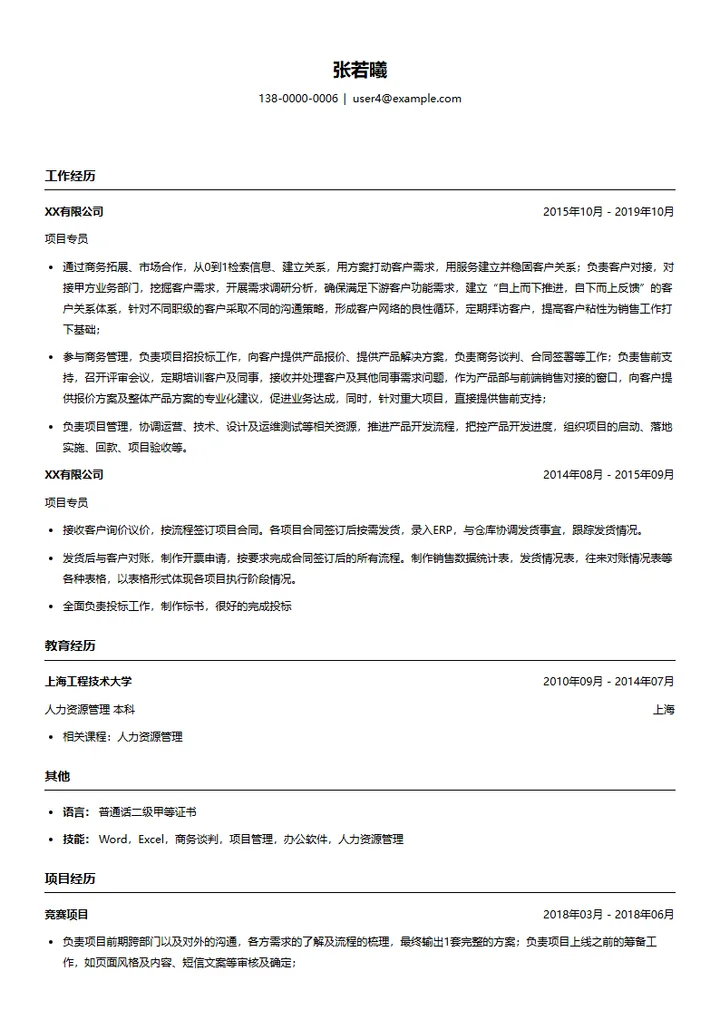 张若曦
138-0000-0006 | user4@example.com
工作经历
XX有限公司 2015年10月 - 2019年10月
项目专员
• 通过商务拓展、市场合作，从0到1检索信息、建立关系，用方案打动客户需求，用服务建立并稳固客户关系；负责客户对接，对
接甲方业务部门，挖掘客户需求，开展需求调研分析，确保满足下游客户功能需求，建立“自上而下推进，自下而上反馈”的客
户关系体系，针对不同职级的客户采取不同的沟通策略，形成客户网络的良性循环，定期拜访客户，提高客户粘性为销售工作打
下基础；
• 参与商务管理，负责项目招投标工作，向客户提供产品报价、提供产品解决方案，负责商务谈判、合同签署等工作；负责售前支
持，召开评审会议，定期培训客户及同事，接收并处理客户及其他同事需求问题，作为产品部与前端销售对接的窗口，向客户提
供报价方案及整体产品方案的专业化建议，促进业务达成，同时，针对重大项目，直接提供售前支持；
• 负责项目管理，协调运营、技术、设计及运维测试等相关资源，推进产品开发流程，把控产品开发进度，组织项目的启动、落地
实施、回款、项目验收等。
XX有限公司 2014年08月 - 2015年09月
项目专员
• 接收客户询价议价，按流程签订项目合同。各项目合同签订后按需发货，录入ERP，与仓库协调发货事宜，跟踪发货情况。
• 发货后与客户对账，制作开票申请，按要求完成合同签订后的所有流程。制作销售数据统计表，发货情况表，往来对账情况表等
各种表格，以表格形式体现各项目执行阶段情况。
• 全面负责投标工作，制作标书，很好的完成投标
教育经历
上海工程技术大学 2010年09月 - 2014年07月
人力资源管理 本科 上海
• 相关课程：人力资源管理
其他
• 语言： 普通话二级甲等证书
• 技能： Word，Excel，商务谈判，项目管理，办公软件，人力资源管理
项目经历
竞赛项目 2018年03月 - 2018年06月
• 负责项目前期跨部门以及对外的沟通，各方需求的了解及流程的梳理，最终输出1套完整的方案；负责项目上线之前的筹备工
作，如页面风格及内容、短信文案等审核及确定；